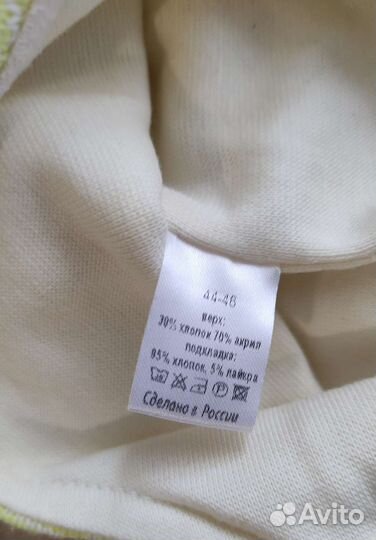 44-46
верх:
30% хлопок 70% акрил
подкладка:
95% хлопок, 5% лайкра
Сделано в России
Avito